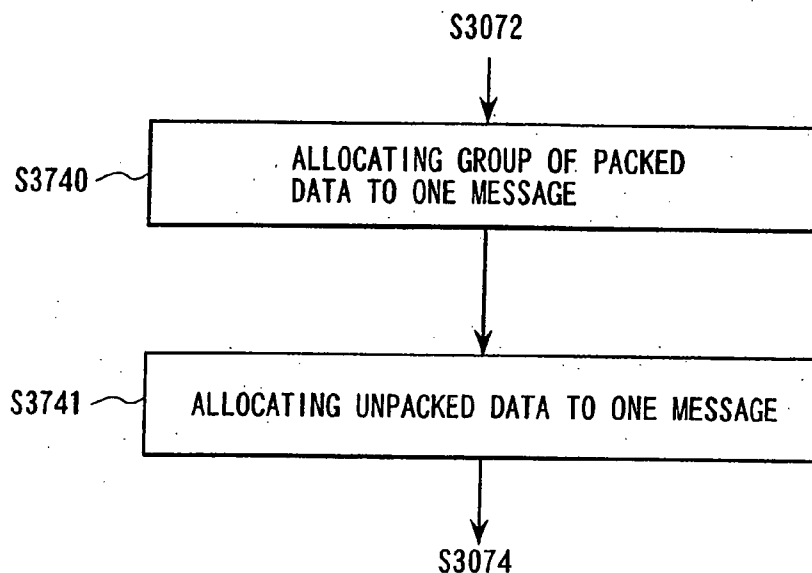 S3072
S3740
ALLOCATING GROUP OF PACKED
DATA TO ONE MESSAGE
S3741
ALLOCATING UNPACKED DATA TO ONE MESSAGE
S3074